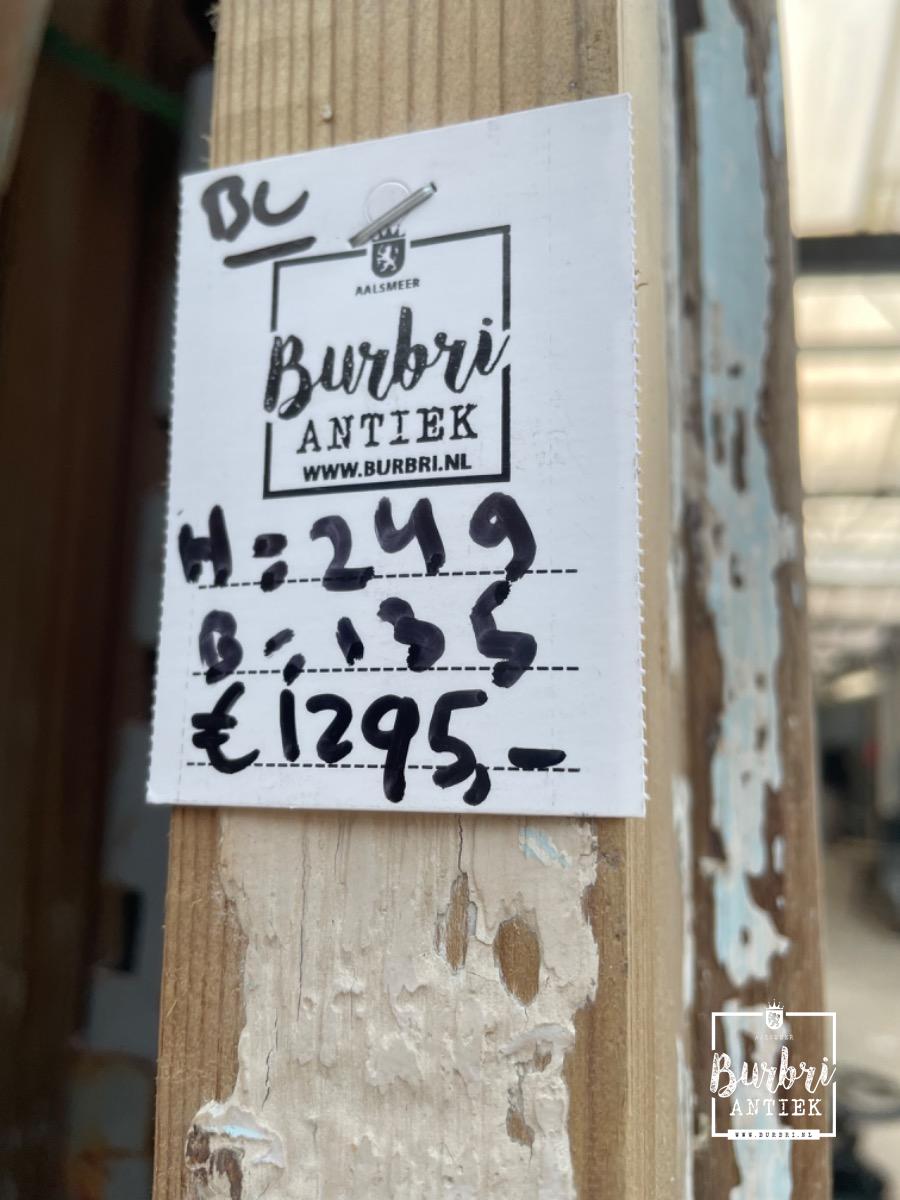 BC
AALSMEER
Burbri
ANTIEK
WWW.BURBRI.NL
H = 249
B = 135
€ 1295,-
AALSMEER
Burbri
ANTIEK
WWW.BURBRI.NL